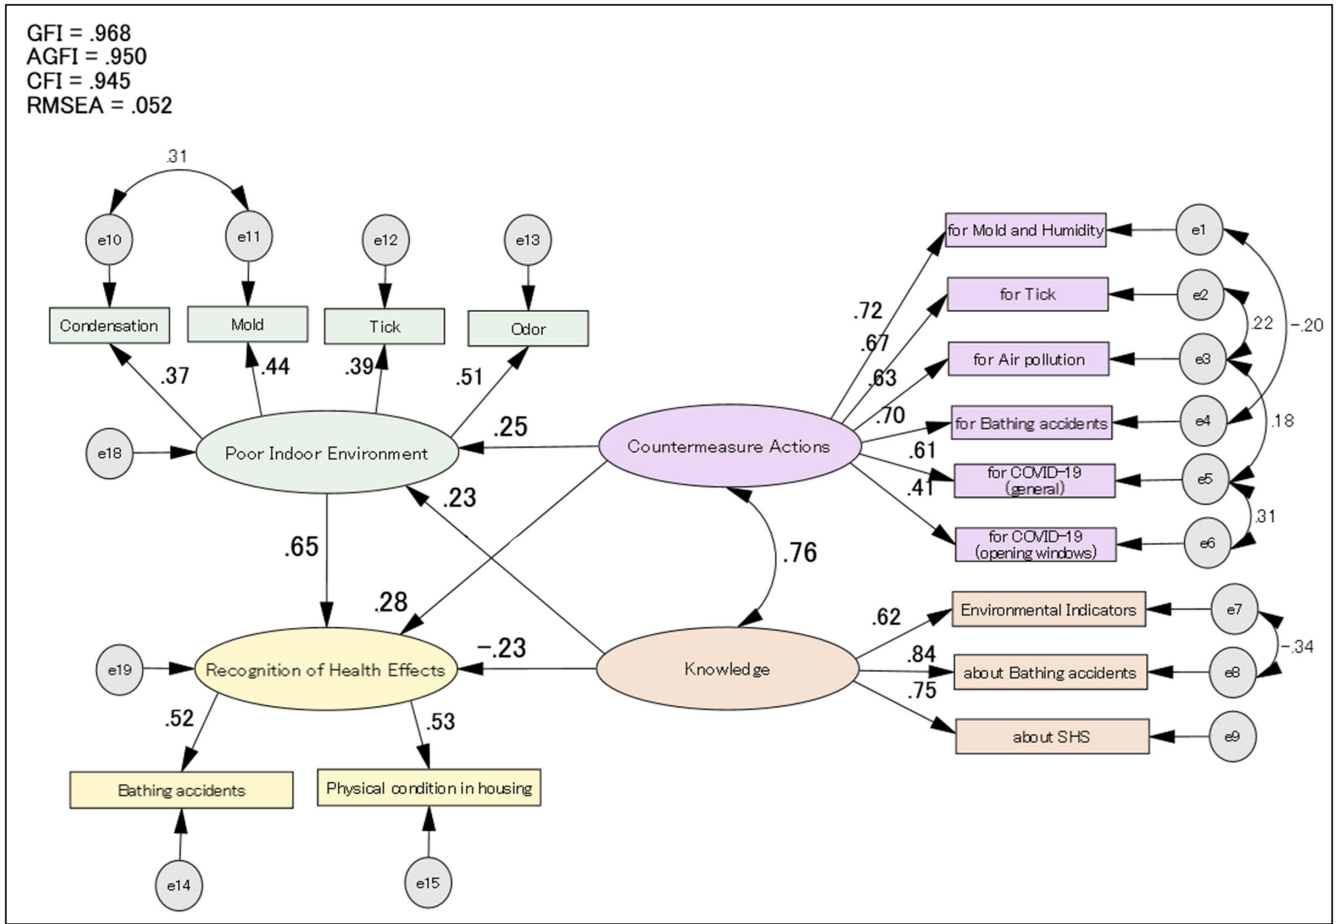 GFI = .968
AGFI = .950
CFI = .945
RMSEA = .052
.31
e10
e11
e12
e13
Condensation
Mold
Tick
Odor
.37
.44
.39
.51
e18
Poor Indoor Environment
.25
.23
.65
.28
e19
Recognition of Health Effects
-.23
.52
.53
Bathing accidents
Physical condition in housing
e14
e15
Countermeasure Actions
.72
.67
.63
.70
.61
.41
for Mold and Humidity
for Tick
for Air pollution
for Bathing accidents
for COVID-19
(general)
for COVID-19
(opening windows)
e1
e2
e3
e4
e5
e6
.22
-.20
.18
.31
.76
Knowledge
.62
.84
.75
Environmental Indicators
about Bathing accidents
about SHS
e7
e8
e9
-.34